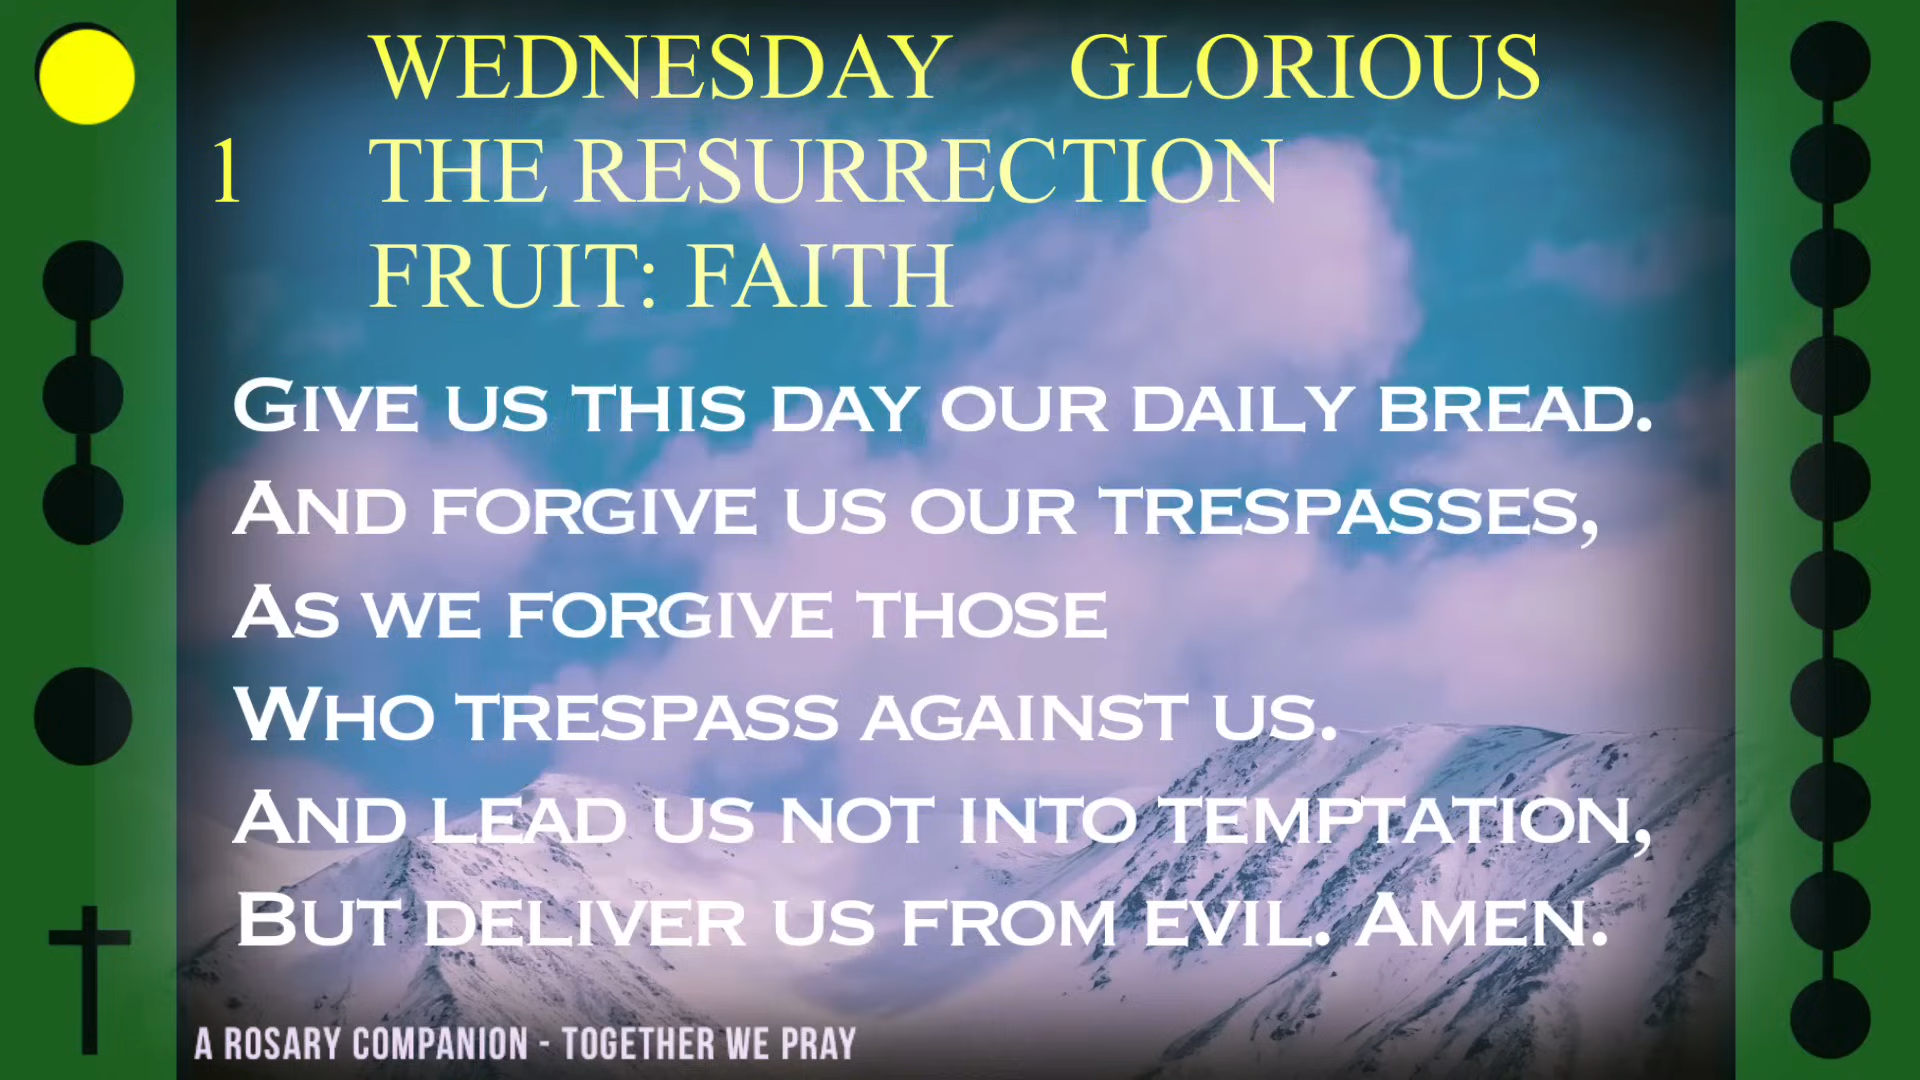 WEDNESDAY GLORIOUS
1 THE RESURRECTION
FRUIT: FAITH
GIVE US THIS DAY OUR DAILY BREAD.
AND FORGIVE US OUR TRESPASSES,
AS WE FORGIVE THOSE
WHO TRESPASS AGAINST US.
AND LEAD US NOT INTO TEMPTATION,
BUT DELIVER US FROM EVIL. AMEN.
A ROSARY COMPANION - TOGETHER WE PRAY